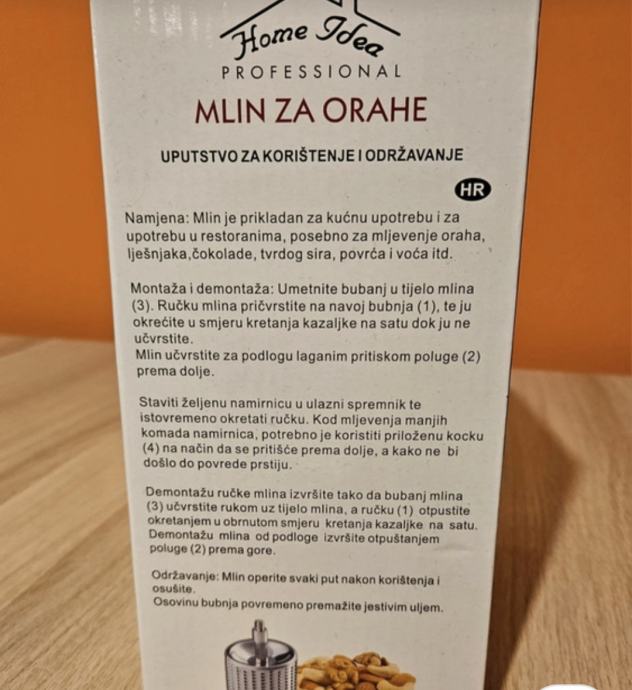 Home Idea
PROFESSIONAL
MLIN ZA ORAHE
UPUTSTVO ZA KORIŠTENJE I ODRŽAVANJE
HR
Namjena: Mlin je prikladan za kućnu upotrebu i za
upotrebu u restoranima, posebno za mljevenje oraha,
lješnjaka,čokolade, tvrdog sira, povrća i voća itd.
Montaža i demontaža: Umetnite bubanj u tijelo mlina
(3). Ručku mlina pričvrstite na navoj bubnja (1), te ju
okrećite u smjeru kretanja kazaljke na satu dok ju ne
učvrstite.
Mlin učvrstite za podlogu laganim pritiskom poluge (2)
prema dolje.
Staviti željenu namirnicu u ulazni spremnik te
istovremeno okretati ručku. Kod mljevenja manjih
komada namirnica, potrebno je koristiti priloženu kocku
(4) na način da se pritišće prema dolje, a kako ne bi
došlo do povrede prstiju.
Demontažu ručke mlina izvršite tako da bubanj mlina
(3) učvrstite rukom uz tijelo mlina, a ručku (1) otpustite
okretanjem u obrnutom smjeru kretanja kazaljke na satu.
Demontažu mlina od podloge izvršite otpuštanjem
poluge (2) prema gore.
Održavanje: Mlin operite svaki put nakon korištenja i
osušite.
Osovinu bubnja povremeno premažite jestivim uljem.